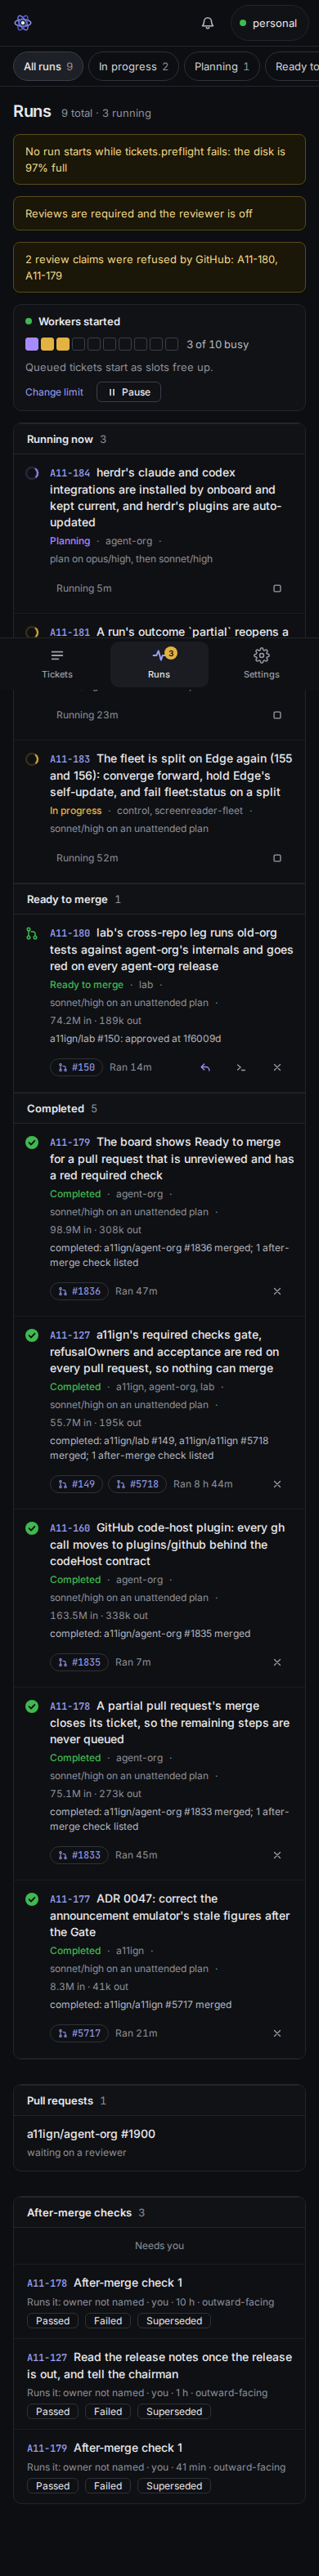 personal
All runs 9
In progress 2
Planning 1
Ready to
Runs 9 total · 3 running
No run starts while tickets.preflight fails: the disk is
97% full
Reviews are required and the reviewer is off
2 review claims were refused by GitHub: A11-180,
A11-179
Workers started
3 of 10 busy
Queued tickets start as slots free up.
Change limit
Pause
Running now 3
A11-184 herdr's claude and codex
integrations are installed by onboard and
kept current, and herdr's plugins are auto-
updated
Planning · agent-org ·
plan on opus/high, then sonnet/high
Running 5m
A11-181 A run's outcome `partial` reopens a
Tickets
3
Runs
Settings
Running 23m
A11-183 The fleet is split on Edge again (155
and 156): converge forward, hold Edge's
self-update, and fail fleet:status on a split
In progress · control, screenreader-fleet ·
sonnet/high on an unattended plan
Running 52m
Ready to merge 1
A11-180 lab's cross-repo leg runs old-org
tests against agent-org's internals and goes
red on every agent-org release
Ready to merge · lab ·
sonnet/high on an unattended plan ·
74.2M in · 189k out
a11ign/lab #150: approved at 1f6009d
#150 Ran 14m
Completed 5
A11-179 The board shows Ready to merge
for a pull request that is unreviewed and has
a red required check
Completed · agent-org ·
sonnet/high on an unattended plan ·
98.9M in · 308k out
completed: a11ign/agent-org #1836 merged; 1 after-
merge check listed
#1836 Ran 47m
A11-127 a11ign's required checks gate,
refusalOwners and acceptance are red on
every pull request, so nothing can merge
Completed · a11ign, agent-org, lab ·
sonnet/high on an unattended plan ·
55.7M in · 195k out
completed: a11ign/lab #149, a11ign/a11ign #5718
merged; 1 after-merge check listed
#149 #5718 Ran 8 h 44m
A11-160 GitHub code-host plugin: every gh
call moves to plugins/github behind the
codeHost contract
Completed · agent-org ·
sonnet/high on an unattended plan ·
163.5M in · 338k out
completed: a11ign/agent-org #1835 merged
#1835 Ran 7m
A11-178 A partial pull request's merge
closes its ticket, so the remaining steps are
never queued
Completed · agent-org ·
sonnet/high on an unattended plan ·
75.1M in · 273k out
completed: a11ign/agent-org #1833 merged; 1 after-
merge check listed
#1833 Ran 45m
A11-177 ADR 0047: correct the
announcement emulator's stale figures after
the Gate
Completed · a11ign ·
sonnet/high on an unattended plan ·
8.3M in · 41k out
completed: a11ign/a11ign #5717 merged
#5717 Ran 21m
Pull requests 1
a11ign/agent-org #1900
waiting on a reviewer
After-merge checks 3
Needs you
A11-178 After-merge check 1
Runs it: owner not named · you · 10 h · outward-facing
Passed Failed Superseded
A11-127 Read the release notes once the release
is out, and tell the chairman
Runs it: owner not named · you · 1 h · outward-facing
Passed Failed Superseded
A11-179 After-merge check 1
Runs it: owner not named · you · 41 min · outward-facing
Passed Failed Superseded